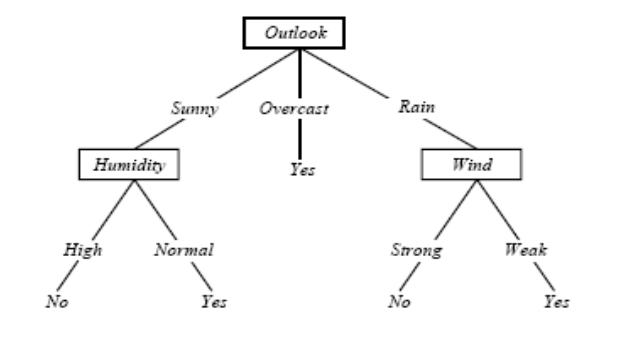 Outlook
Sunny Overcast Rain
Humidity Yes Wind
High Normal Strong Weak
No Yes No Yes